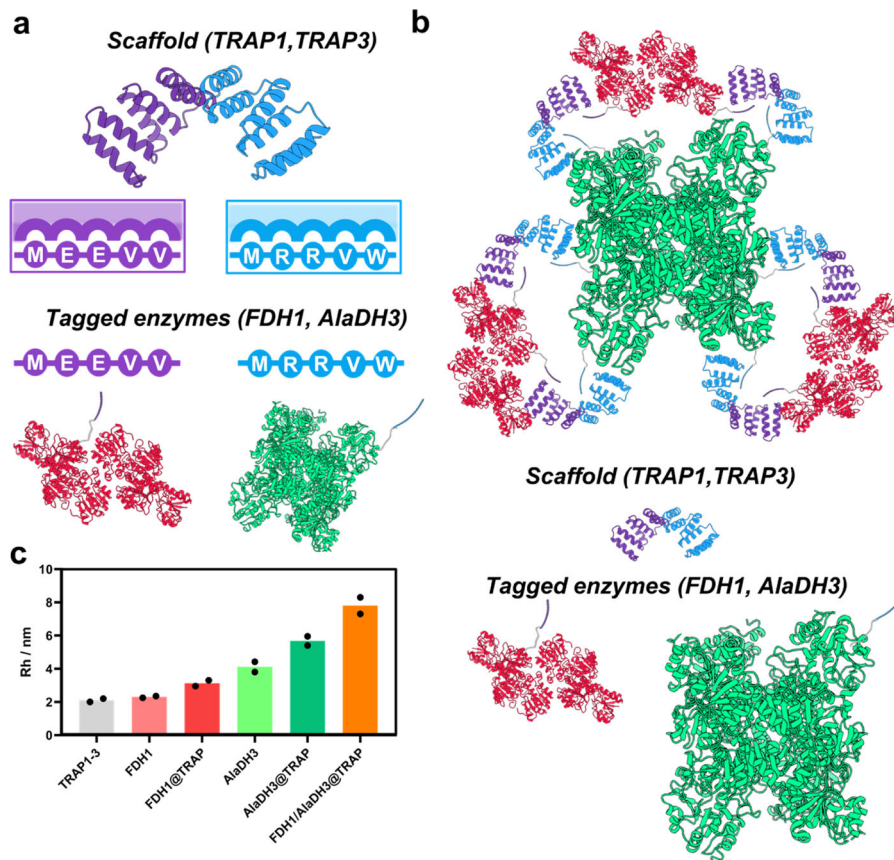 a
Scaffold (TRAP1,TRAP3)
M E E V V
M R R V W
Tagged enzymes (FDH1, AlaDH3)
M E E V V
M R R V W
b
Scaffold (TRAP1,TRAP3)
Tagged enzymes (FDH1, AlaDH3)
c
Rh / nm
10
8
6
4
2
0
TRAP1-3
FDH1
FDH1@TRAP
AlaDH3
AlaDH3@TRAP
FDH1/AlaDH3@TRAP